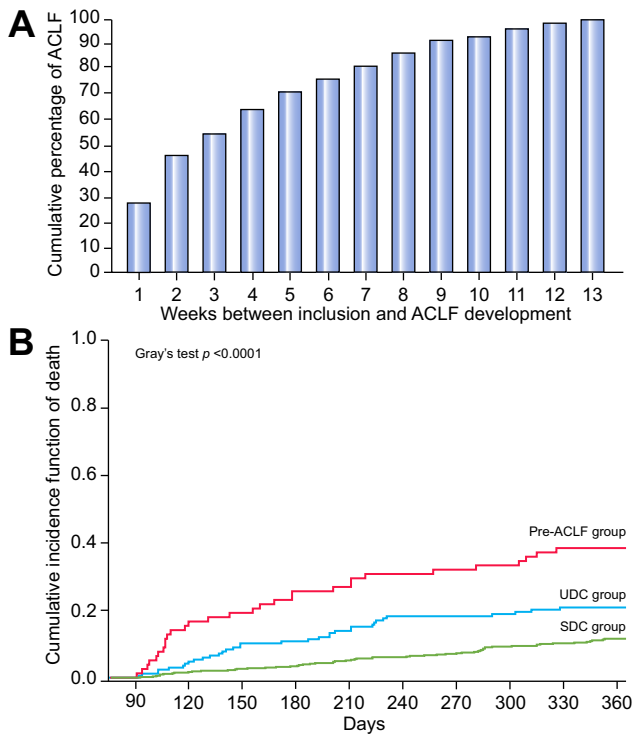 A
Cumulative percentage of ACLF
100
90
80
70
60
50
40
30
20
10
0
1 2 3 4 5 6 7 8 9 10 11 12 13
Weeks between inclusion and ACLF development
B
Cumulative incidence function of death
1.0
0.8
0.6
0.4
0.2
0.0
Gray's test p <0.0001
Pre-ACLF group
UDC group
SDC group
90 120 150 180 210 240 270 300 330 360
Days